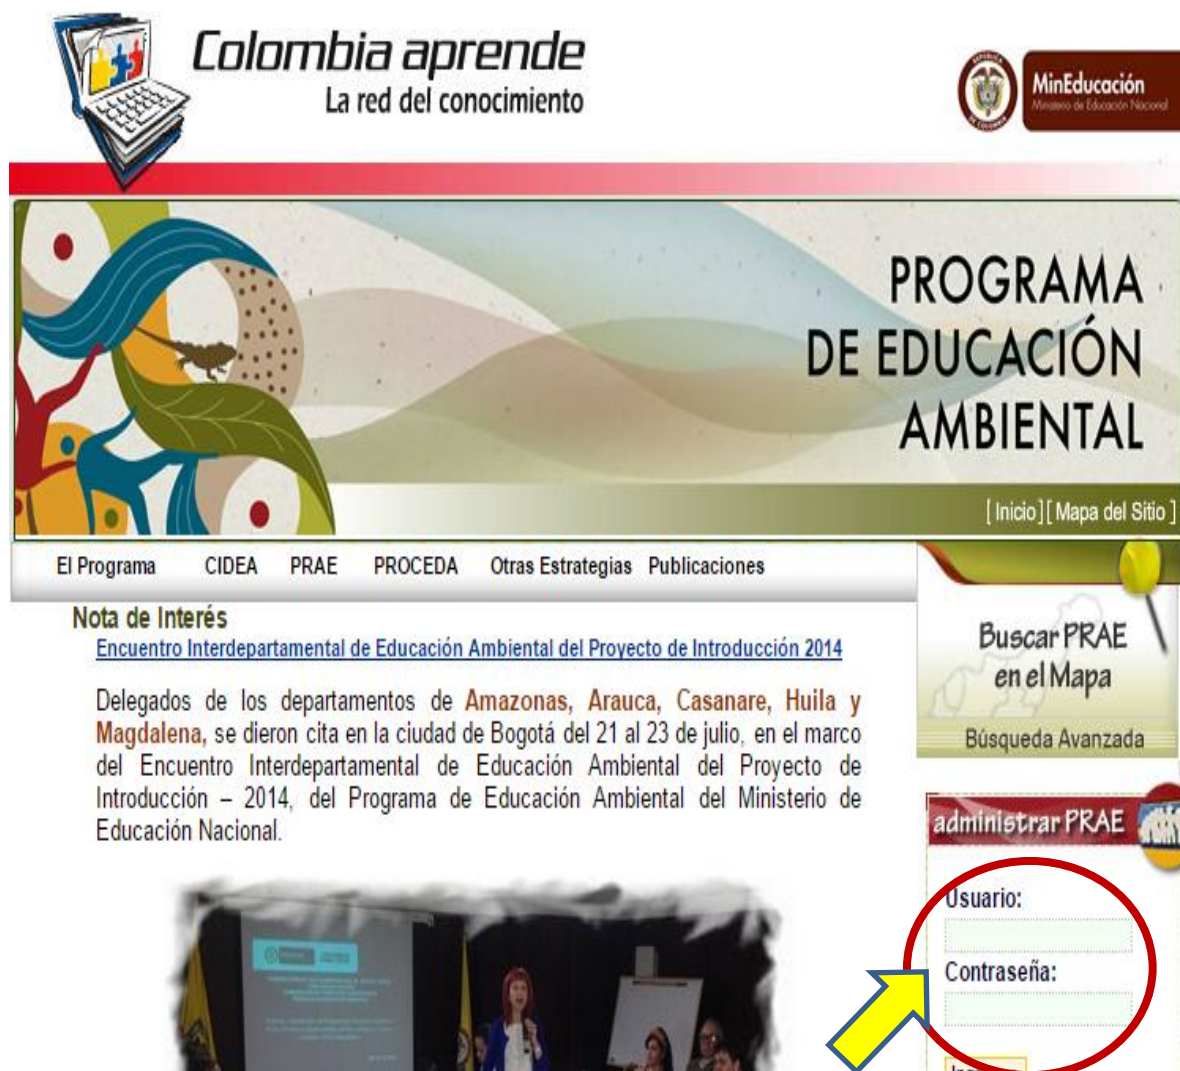 Colombia aprende
La red del conocimiento
MinEducación
Ministerio de Educación Nacional
PROGRAMA
DE EDUCACIÓN
AMBIENTAL
[ Inicio ] [ Mapa del Sitio ]
El Programa CIDEA PRAE PROCEDA Otras Estrategias Publicaciones
Nota de Interés
Encuentro Interdepartamental de Educación Ambiental del Proyecto de Introducción 2014
Delegados de los departamentos de Amazonas, Arauca, Casanare, Huila y
Magdalena, se dieron cita en la ciudad de Bogotá del 21 al 23 de julio, en el marco
del Encuentro Interdepartamental de Educación Ambiental del Proyecto de
Introducción – 2014, del Programa de Educación Ambiental del Ministerio de
Educación Nacional.
Buscar PRAE
en el Mapa
Búsqueda Avanzada
administrar PRAE
Usuario:
Contraseña: